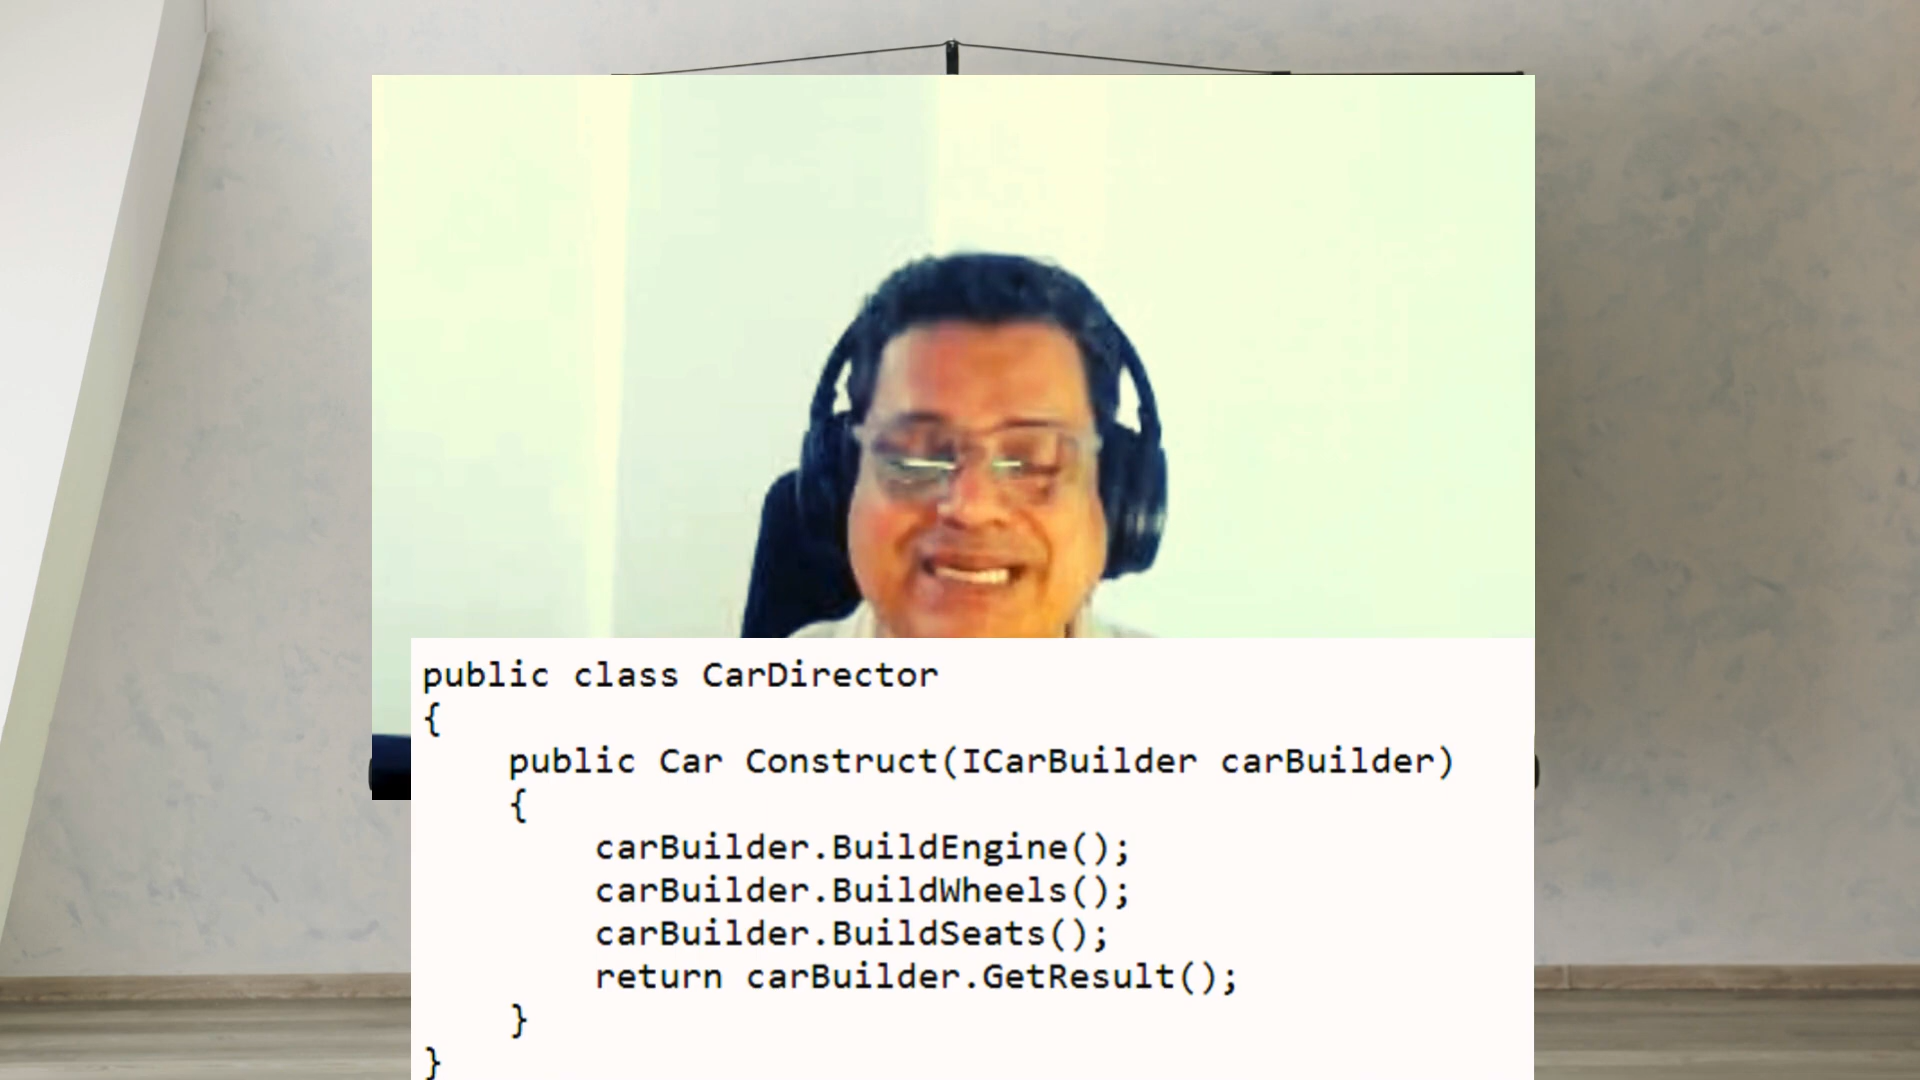 public class CarDirector
{
    public Car Construct(ICarBuilder carBuilder)
    {
        carBuilder.BuildEngine();
        carBuilder.BuildWheels();
        carBuilder.BuildSeats();
        return carBuilder.GetResult();
    }
}